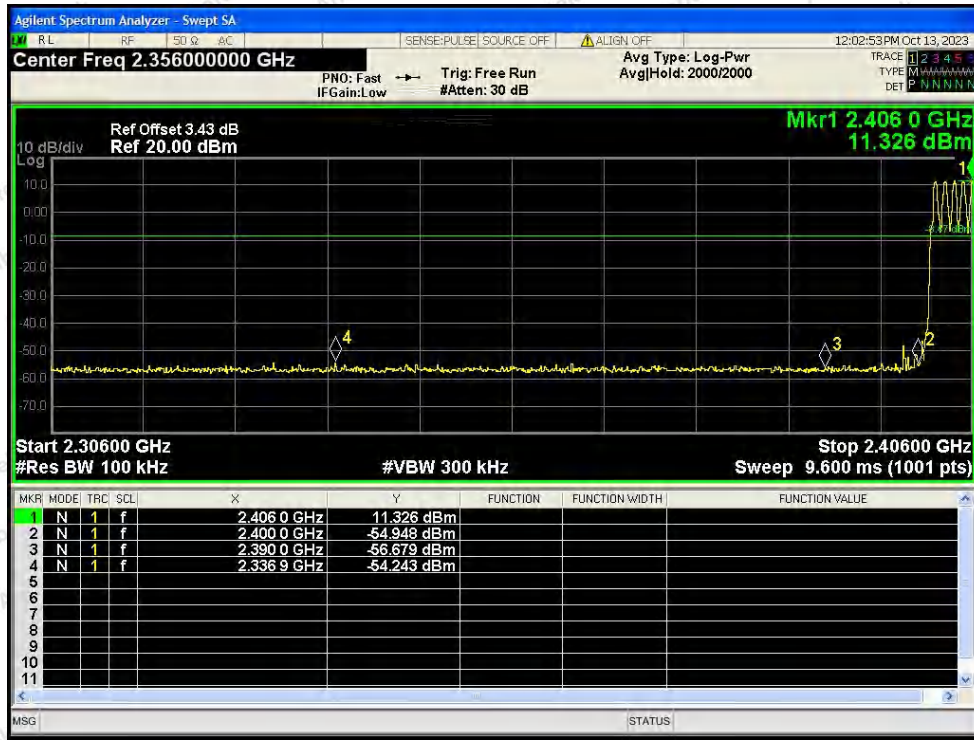 Agilent Spectrum Analyzer - Swept SA
RL RF 50 Ω AC SENSE:PULSE SOURCE OFF ALIGN OFF 12:02:53 PM Oct 13, 2023
Center Freq 2.356000000 GHz
PNO: Fast
IFGain:Low
Trig: Free Run
#Atten: 30 dB
Avg Type: Log-Pwr
Avg|Hold: 2000/2000
TRACE 1 2 3 4 5
TYPE M
DET P N N N N N
Mkr1 2.406 0 GHz
11.326 dBm
Ref Offset 3.43 dB
10 dB/div Ref 20.00 dBm
Log
1
10.0
0.00
-10.0
-20.0
-30.0
-40.0
4
3
2
-50.0
-60.0
-70.0
Start 2.30600 GHz Stop 2.40600 GHz
#Res BW 100 kHz #VBW 300 kHz Sweep 9.600 ms (1001 pts)
MKR MODE TRC SCL X Y FUNCTION FUNCTION WIDTH FUNCTION VALUE
1 N 1 f 2.406 0 GHz 11.326 dBm
2 N 1 f 2.400 0 GHz -54.948 dBm
3 N 1 f 2.390 0 GHz -56.679 dBm
4 N 1 f 2.336 9 GHz -54.243 dBm
5
6
7
8
9
10
11
MSG STATUS